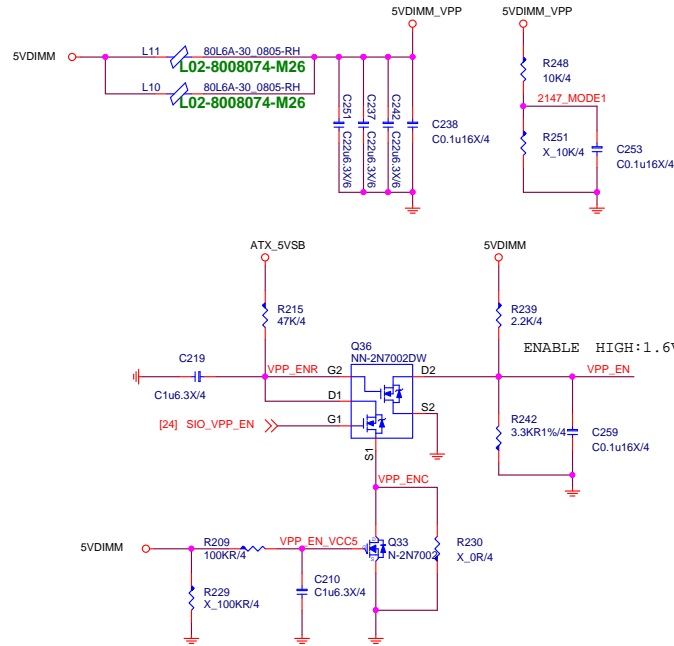 5VDIMM_VPP
5VDIMM_VPP
5VDIMM
L11
80L6A-30_0805-RH
L02-8008074-M26
L10
80L6A-30_0805-RH
L02-8008074-M26
C251
C22u6.3X/6
C237
C22u6.3X/6
C242
C22u6.3X/6
C238
C0.1u16X/4
R248
10K/4
2147_MODE1
R251
X_10K/4
C253
C0.1u16X/4
ATX_5VSB
5VDIMM
R215
47K/4
R239
2.2K/4
Q36
NN-2N7002DW
ENABLE HIGH:1.6V
C219
C1u6.3X/4
VPP_ENR
G2
D2
VPP_EN
D1
S2
[24] SIO_VPP_EN
G1
R242
3.3KR1%/4
C259
C0.1u16X/4
S1
VPP_ENC
5VDIMM
R209
100KR/4
VPP_EN_VCC5
Q33
N-2N7002
R230
X_0R/4
R229
X_100KR/4
C210
C1u6.3X/4